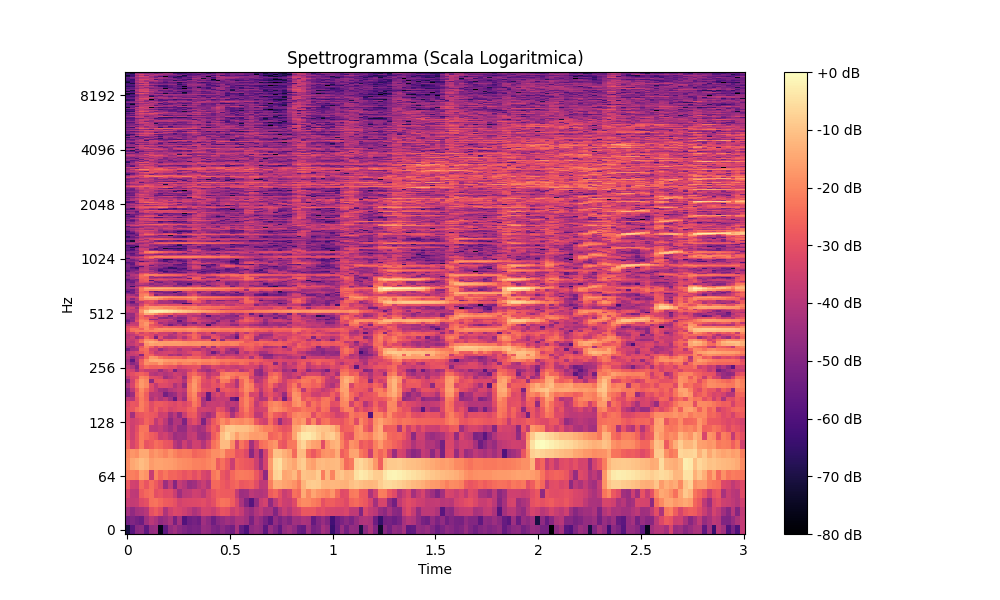 Spettrogramma (Scala Logaritmica)
Hz
8192
4096
2048
1024
512
256
128
64
0
0
0.5
1
1.5
2
2.5
3
Time
+0 dB
-10 dB
-20 dB
-30 dB
-40 dB
-50 dB
-60 dB
-70 dB
-80 dB